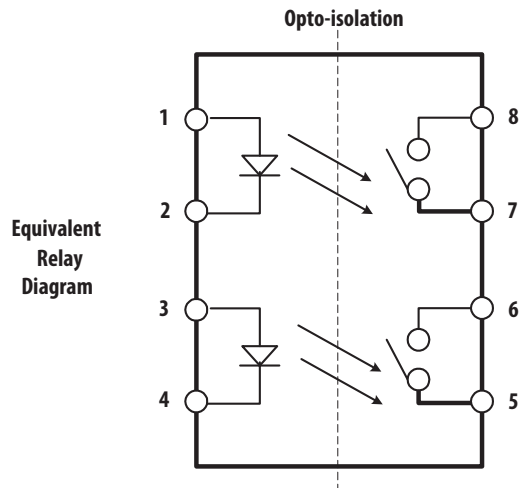 Opto-isolation
1
8
2
7
Equivalent
Relay
Diagram
3
6
4
5